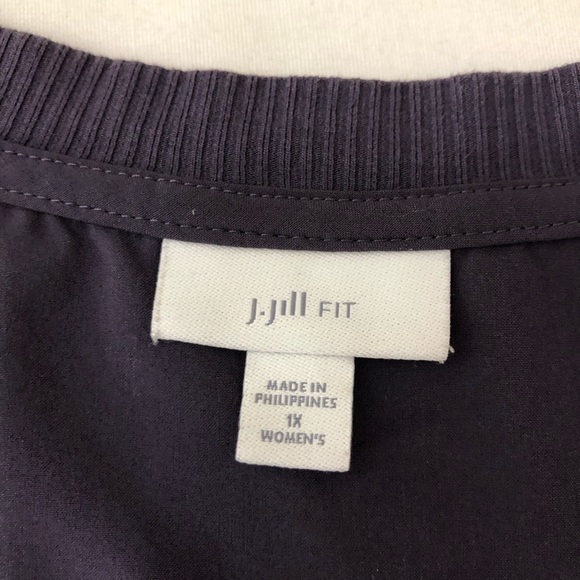 J.Jill FIT
MADE IN
PHILIPPINES
1X
WOMEN'S